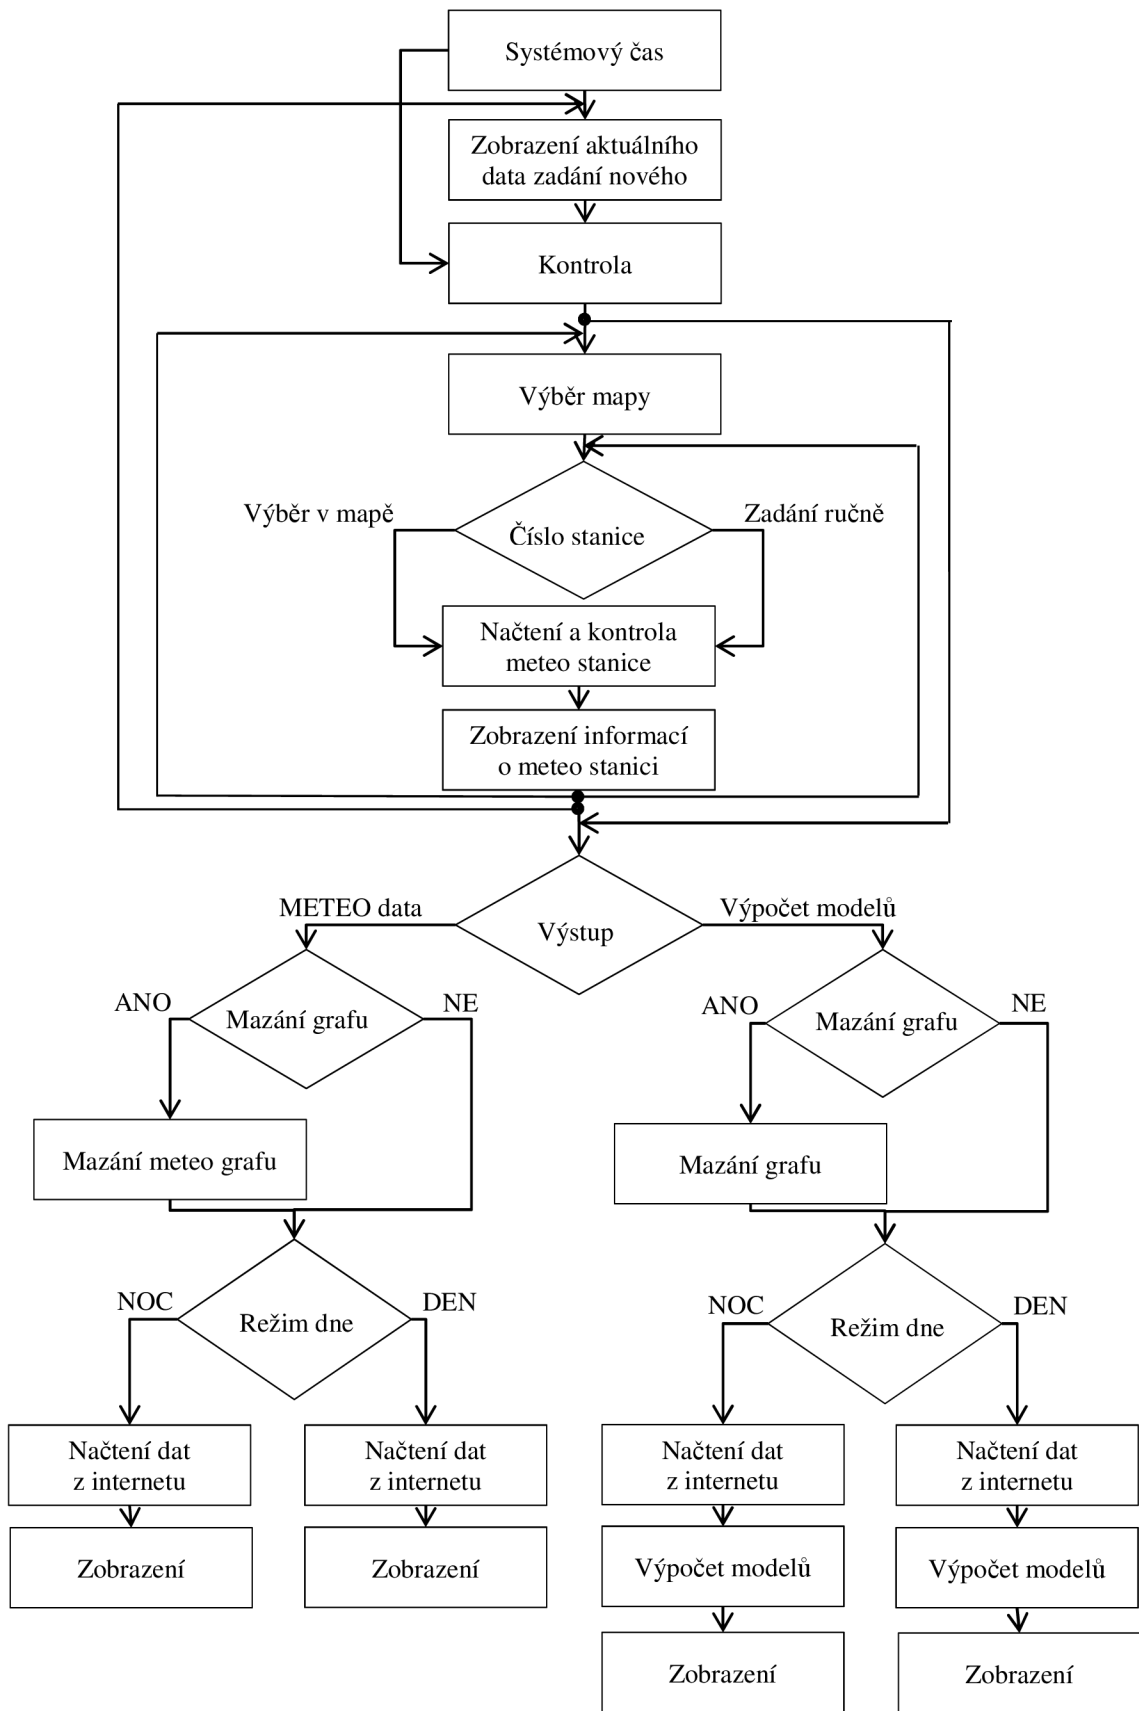 Systémový čas
Zobrazení aktuálního
data zadání nového
Kontrola
Výběr mapy
Výběr v mapě
Zadání ručně
Číslo stanice
Načtení a kontrola
meteo stanice
Zobrazení informací
o meteo stanici
METEO data
Výpočet modelů
Výstup
ANO
NE
Mazání grafu
ANO
NE
Mazání grafu
Mazání meteo grafu
Mazání grafu
NOC
DEN
Režim dne
NOC
DEN
Režim dne
Načtení dat
z internetu
Načtení dat
z internetu
Načtení dat
z internetu
Načtení dat
z internetu
Zobrazení
Zobrazení
Výpočet modelů
Výpočet modelů
Zobrazení
Zobrazení